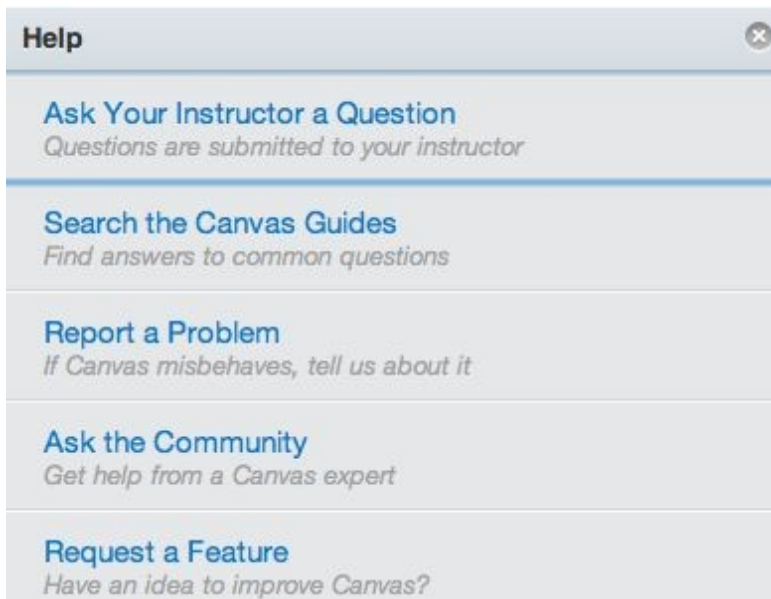 Help
Ask Your Instructor a Question
Questions are submitted to your instructor
Search the Canvas Guides
Find answers to common questions
Report a Problem
If Canvas misbehaves, tell us about it
Ask the Community
Get help from a Canvas expert
Request a Feature
Have an idea to improve Canvas?